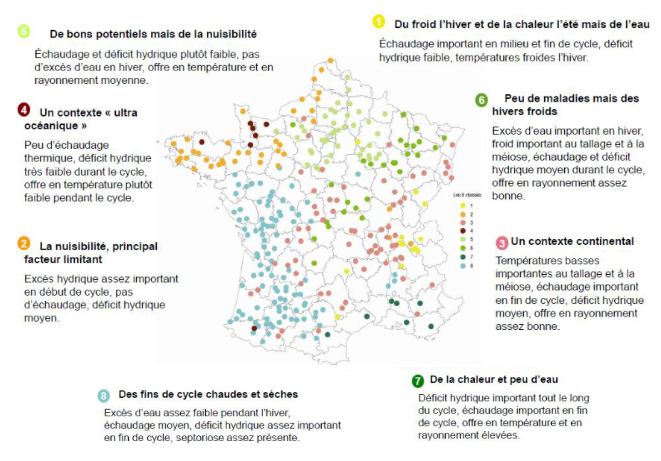 5 De bons potentiels mais de la nuisibilité
Échaudage et déficit hydrique plutôt faible, pas
d'excès d'eau en hiver, offre en température et en
rayonnement moyenne.
1 Du froid l'hiver et de la chaleur l'été mais de l'eau
Échaudage important en milieu et fin de cycle, déficit
hydrique faible, températures froides l'hiver.
4 Un contexte « ultra
océanique »
Peu d'échaudage
thermique, déficit hydrique
très faible durant le cycle,
offre en température plutôt
faible pendant le cycle.
6 Peu de maladies mais des
hivers froids
Excès d'eau important en hiver,
froid important au tallage et à la
méiose, échaudage et déficit
hydrique moyen durant le cycle,
offre en rayonnement assez
bonne.
Les 8 classes
1
2
3
4
5
6
7
8
2 La nuisibilité, principal
facteur limitant
Excès hydrique assez important
en début de cycle, pas
d'échaudage, déficit hydrique
moyen.
3 Un contexte continental
Températures basses
importantes au tallage et à la
méiose, échaudage important
en fin de cycle, déficit hydrique
moyen, offre en rayonnement
assez bonne.
8 Des fins de cycle chaudes et sèches
Excès d'eau assez faible pendant l'hiver,
échaudage moyen, déficit hydrique assez important
en fin de cycle, septoriose assez présente.
7 De la chaleur et peu d'eau
Déficit hydrique important tout le long
du cycle, échaudage important en fin
de cycle, offre en température et en
rayonnement élevées.